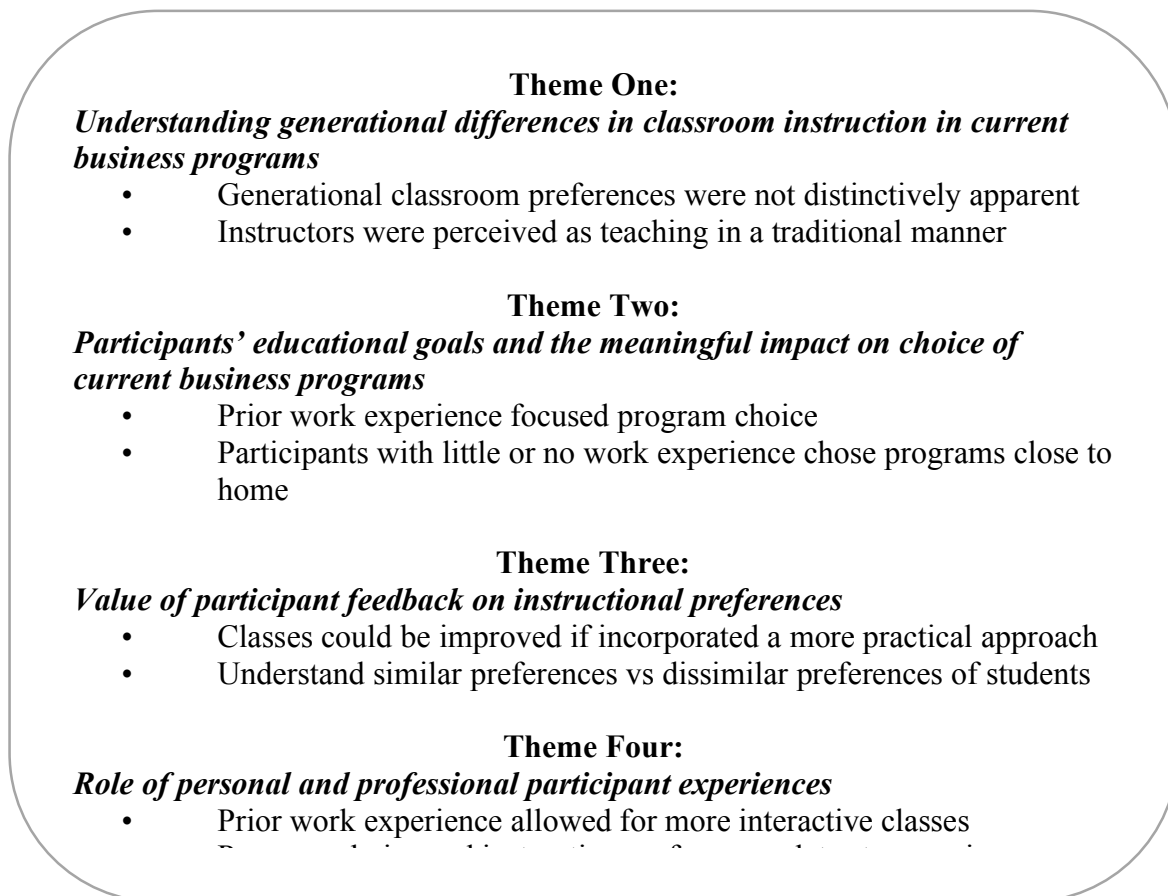 Theme One:
Understanding generational differences in classroom instruction in current
business programs
• Generational classroom preferences were not distinctively apparent
• Instructors were perceived as teaching in a traditional manner
Theme Two:
Participants’ educational goals and the meaningful impact on choice of
current business programs
• Prior work experience focused program choice
• Participants with little or no work experience chose programs close to
home
Theme Three:
Value of participant feedback on instructional preferences
• Classes could be improved if incorporated a more practical approach
• Understand similar preferences vs dissimilar preferences of students
Theme Four:
Role of personal and professional participant experiences
• Prior work experience allowed for more interactive classes